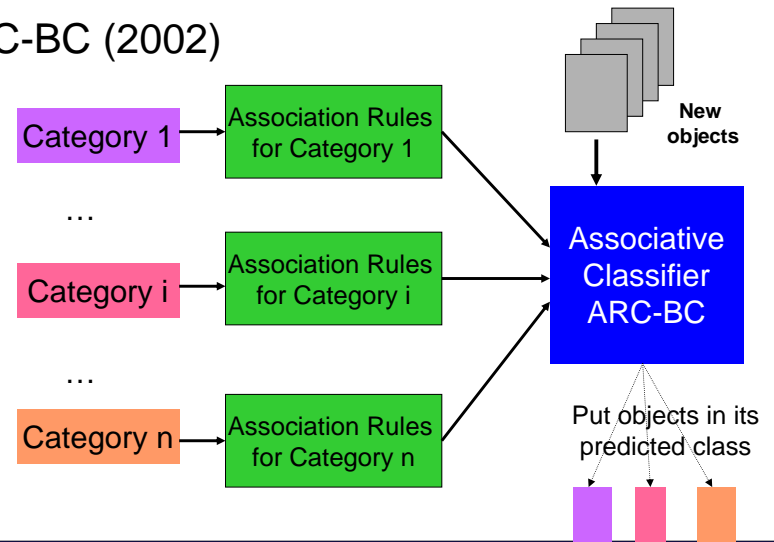 C-BC (2002)
New
objects
Category 1
Association Rules
for Category 1
...
Associative
Classifier
ARC-BC
Category i
Association Rules
for Category i
...
Category n
Association Rules
for Category n
Put objects in its
predicted class